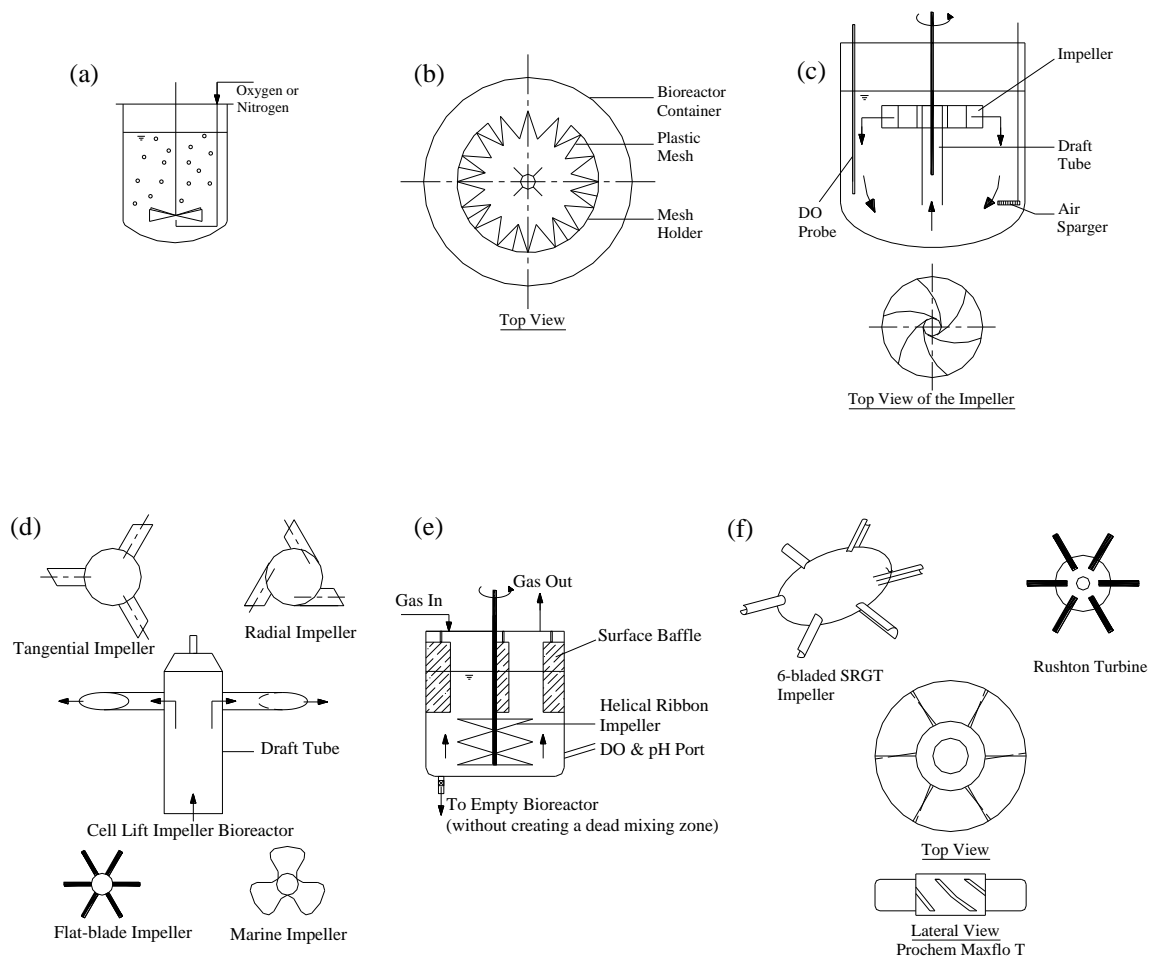 (a)
Oxygen or
Nitrogen
(b)
Bioreactor
Container
Plastic
Mesh
Mesh
Holder
Top View
(c)
Impeller
Draft
Tube
DO
Probe
Air
Sparger
Top View of the Impeller
(d)
Tangential Impeller
Radial Impeller
Draft Tube
Cell Lift Impeller Bioreactor
Flat-blade Impeller
Marine Impeller
(e)
Gas Out
Gas In
Surface Baffle
Helical Ribbon
Impeller
DO & pH Port
To Empty Bioreactor
(without creating a dead mixing zone)
(f)
6-bladed SRGT
Impeller
Rushton Turbine
Top View
Lateral View
Prochem Maxflo T